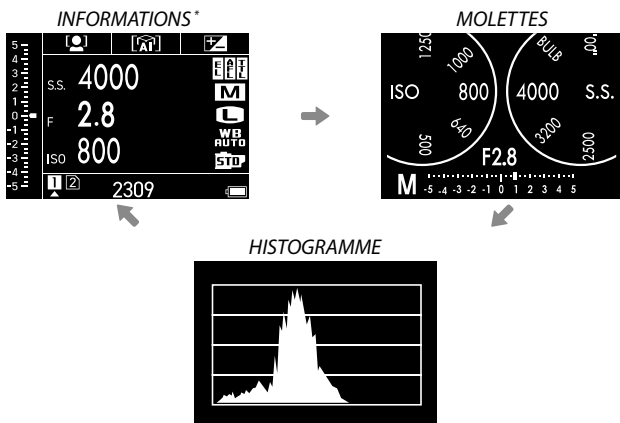 INFORMATIONS*
5
4
3
2
1
0
-1
-2
-3
-4
-5
AI
S.S. 4000
F 2.8
ISO 800
E A T
L F T
E L L
M
L
WB
AUTO
STD
1 2
2309
MOLETTES
1250 1000 BULB
ISO 800 4000 S.S.
500 640 3200 2500
F2.8
M -5 -4 -3 -2 -1 0 1 2 3 4 5
HISTOGRAMME